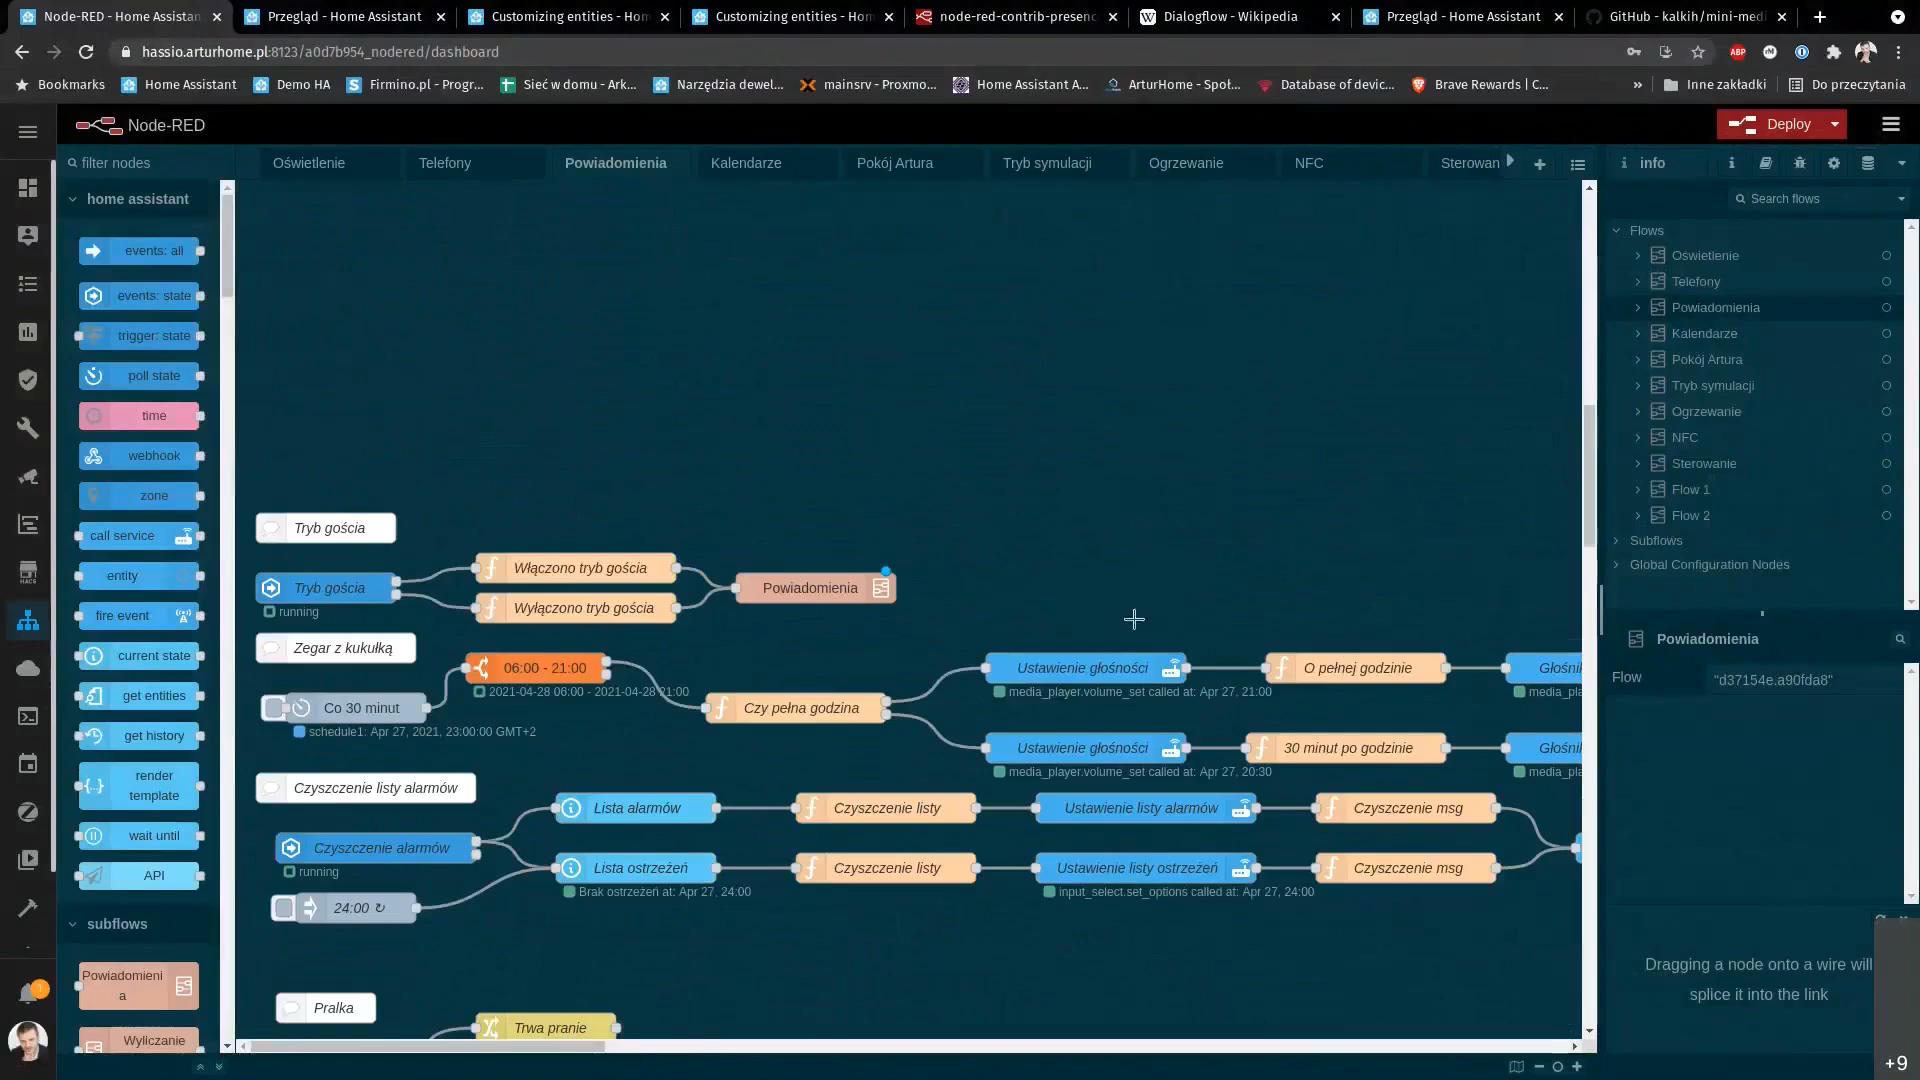 Node-RED - Home Assistan
Przegląd - Home Assistant
Customizing entities - Hom
Customizing entities - Hom
node-red-contrib-presenc
Dialogflow - Wikipedia
Przegląd - Home Assistant
GitHub - kalkih/mini-medi
hassio.arturhome.pl:8123/a0d7b954_nodered/dashboard
ABP
Bookmarks
Home Assistant
Demo HA
Firmino.pl - Progr...
Sieć w domu - Ark...
Narzędzia dewel...
mainsrv - Proxmo...
Home Assistant A...
ArturHome - Społ...
Database of devic...
Brave Rewards | C...
»
Inne zakładki
Do przeczytania
Node-RED
Deploy
filter nodes
Oświetlenie
Telefony
Powiadomienia
Kalendarze
Pokój Artura
Tryb symulacji
Ogrzewanie
NFC
Sterowan
info
home assistant
events: all
events: state
trigger: state
poll state
time
webhook
zone
call service
entity
fire event
current state
get entities
get history
render
template
wait until
API
subflows
Powiadomieni
a
Wyliczanie
HACS
1
Tryb gościa
Tryb gościa
running
Włączono tryb gościa
Wyłączono tryb gościa
Powiadomienia
Zegar z kukułką
06:00 - 21:00
2021-04-28 06:00 - 2021-04-28 21:00
Co 30 minut
schedule1: Apr 27, 2021, 23:00:00 GMT+2
Czy pełna godzina
Ustawienie głośności
media_player.volume_set called at: Apr 27, 21:00
O pełnej godzinie
Głośnil
media_pla
Ustawienie głośności
media_player.volume_set called at: Apr 27, 20:30
30 minut po godzinie
Głośnil
media_pla
Czyszczenie listy alarmów
Lista alarmów
Czyszczenie listy
Ustawienie listy alarmów
Czyszczenie msg
Czyszczenie alarmów
running
Lista ostrzeżeń
Brak ostrzeżeń at: Apr 27, 24:00
Czyszczenie listy
Ustawienie listy ostrzeżeń
input_select.set_options called at: Apr 27, 24:00
Czyszczenie msg
24:00 ↻
Pralka
Trwa pranie
Search flows
Flows
Oświetlenie
Telefony
Powiadomienia
Kalendarze
Pokój Artura
Tryb symulacji
Ogrzewanie
NFC
Sterowanie
Flow 1
Flow 2
Subflows
Global Configuration Nodes
Powiadomienia
Flow
"d37154e.a90fda8"
Dragging a node onto a wire will
splice it into the link
+9